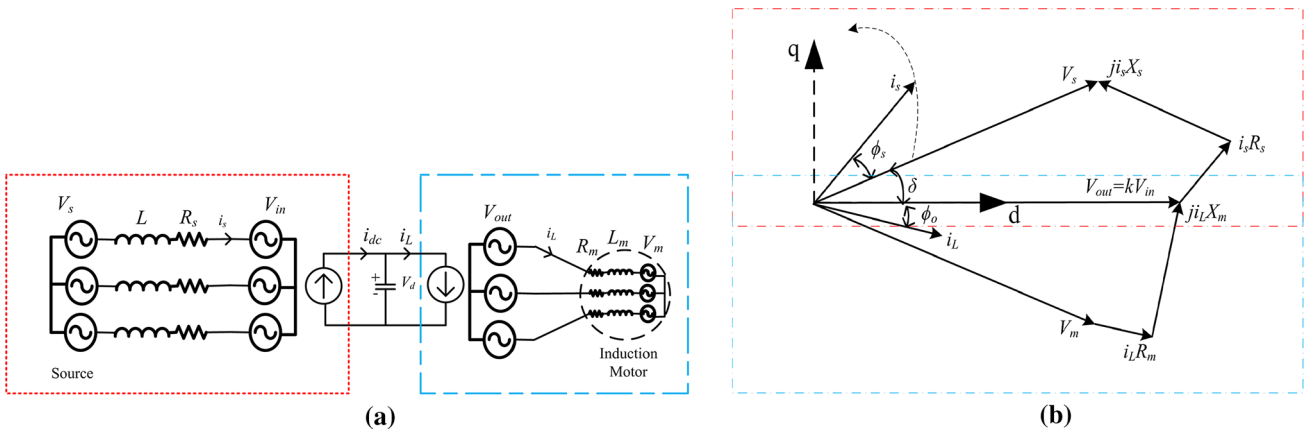 V_s
L
R_s
i_s
V_in
Source
i_dc
i_L
+
-
V_d
V_out
i_L
R_m
L_m
V_m
Induction
Motor
(a)
q
i_s
V_s
ji_sX_s
ϕ_s
i_sR_s
δ
V_out=kV_in
d
ϕ_o
ji_LX_m
i_L
V_m
i_LR_m
(b)